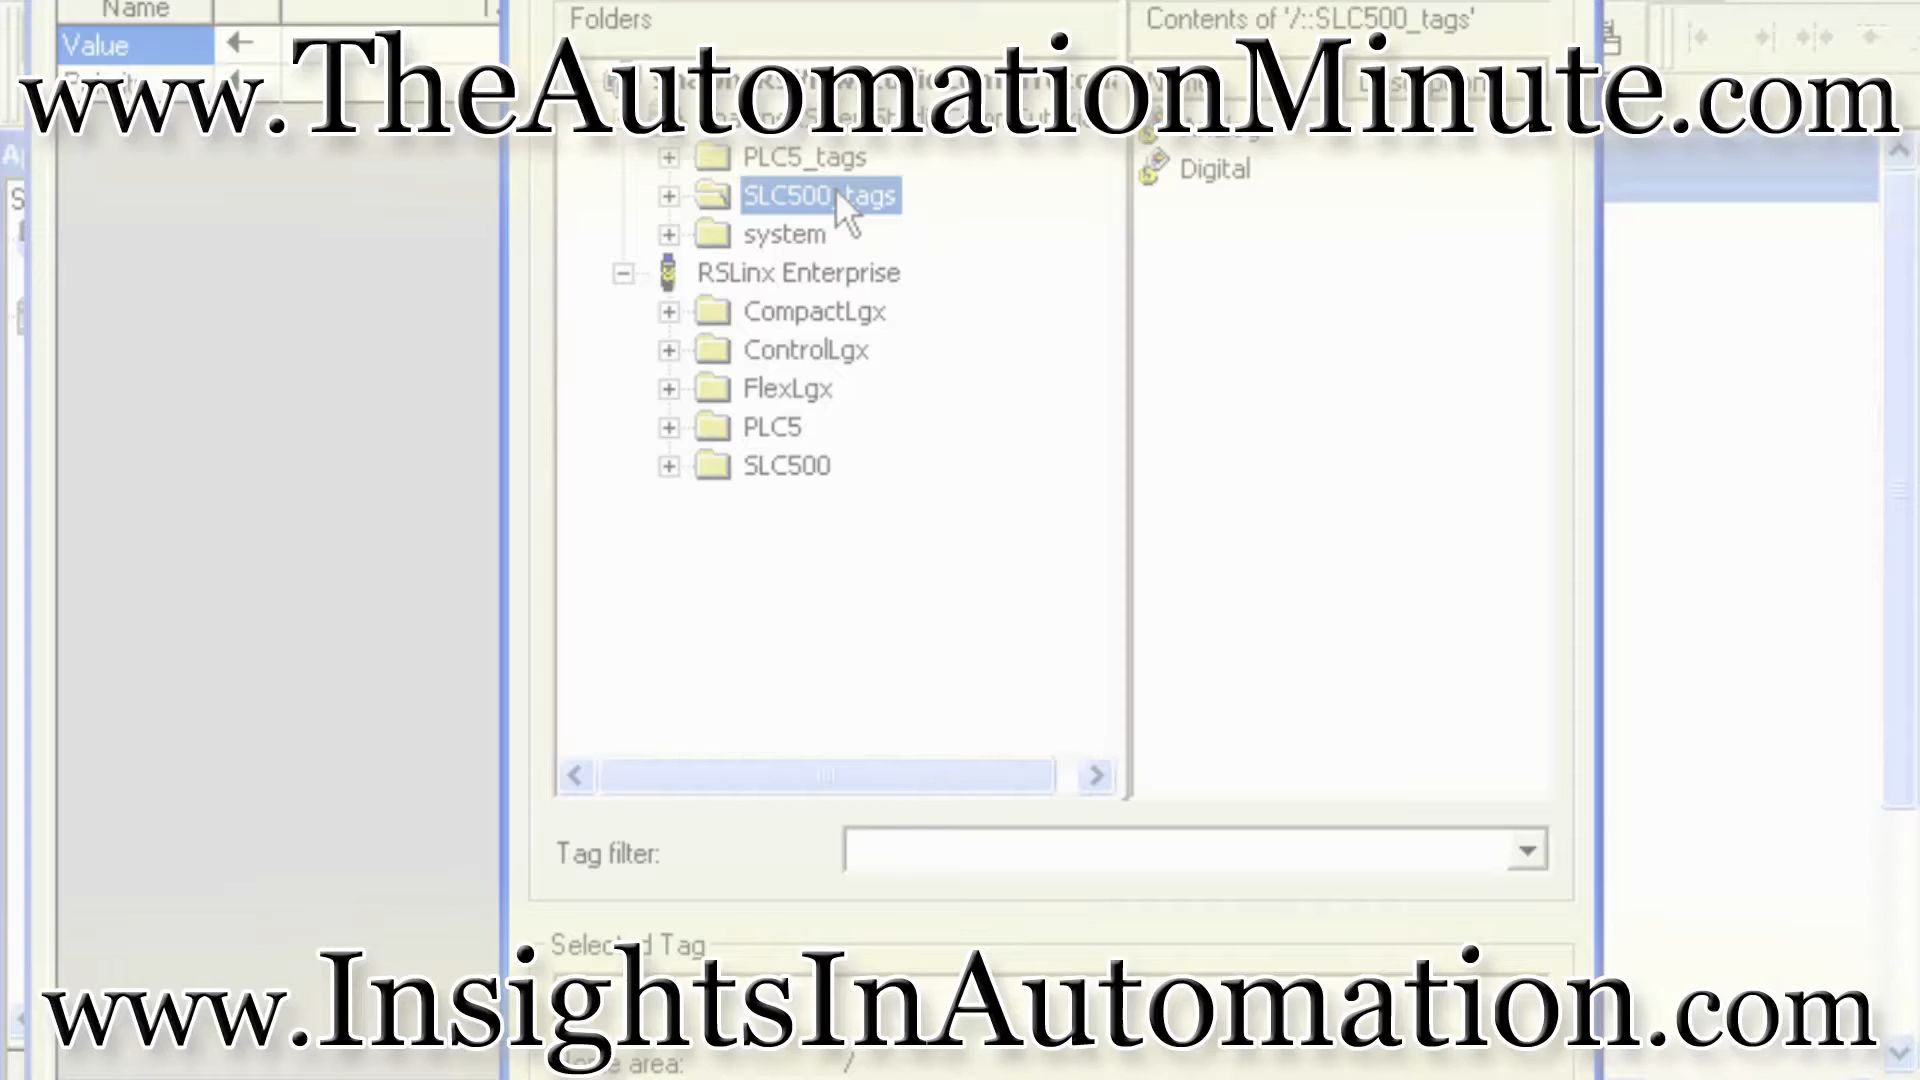 Name
Folders
Contents of '/::SLC500_tags'
Value
www.TheAutomationMinute.com
PLC5_tags
Digital
SLC500_tags
system
RSLinx Enterprise
CompactLgx
ControlLgx
FlexLgx
PLC5
SLC500
Tag filter:
Selected Tag
www.InsightsInAutomation.com
area: /